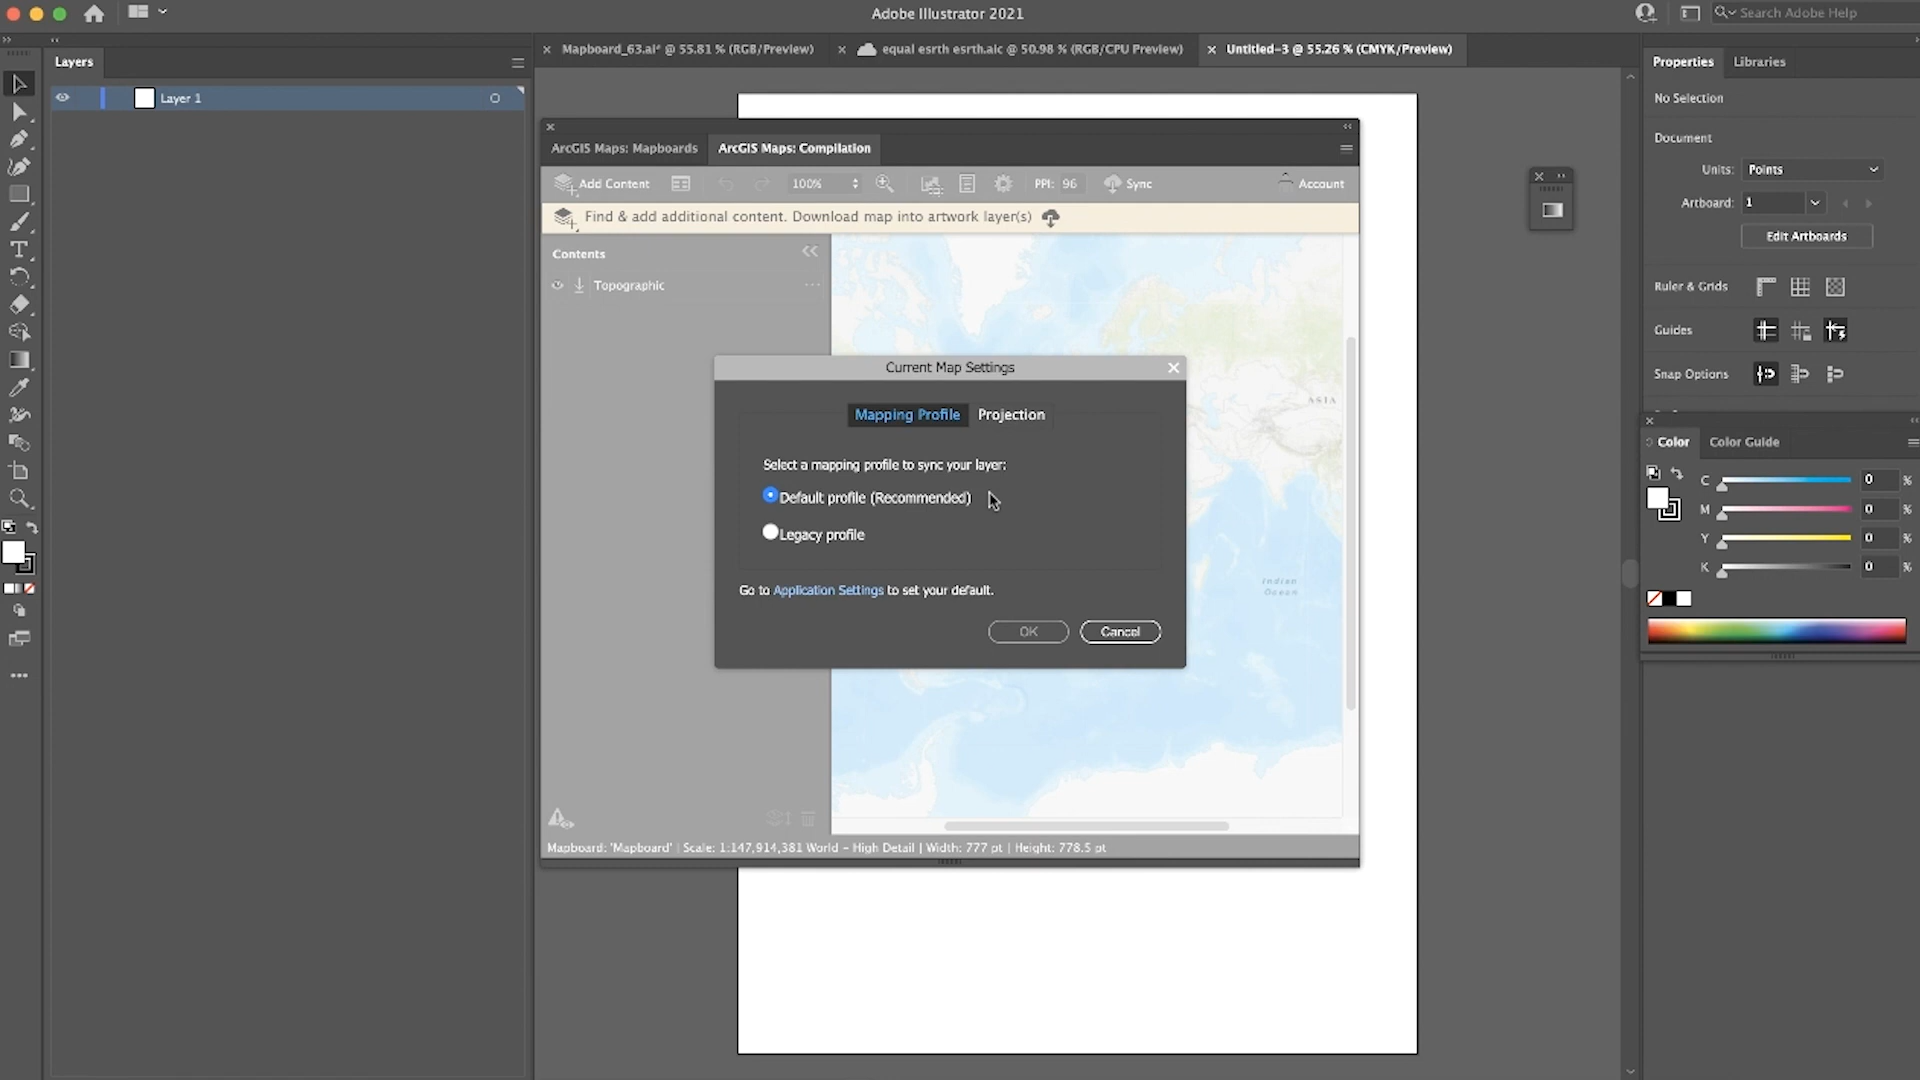 Adobe Illustrator 2021
Search Adobe Help
Layers
Mapboard_63.ai* @ 55.81 % (RGB/Preview)
equal esrth esrth.aic @ 50.98 % (RGB/CPU Preview)
Untitled-3 @ 55.26 % (CMYK/Preview)
Properties
Libraries
Layer 1
No Selection
Document
Units:
Points
Artboard:
1
Edit Artboards
Ruler & Grids
Guides
Snap Options
ArcGIS Maps: Mapboards
ArcGIS Maps: Compilation
Add Content
100%
PPI:
96
Sync
Account
Find & add additional content. Download map into artwork layer(s)
Contents
Topographic
ASIA
Indian
Ocean
Current Map Settings
Mapping Profile
Projection
Select a mapping profile to sync your layer:
Default profile (Recommended)
Legacy profile
Go to Application Settings to set your default.
OK
Cancel
Mapboard: 'Mapboard' | Scale: 1:147,914,381 World - High Detail | Width: 777 pt | Height: 778.5 pt
Color
Color Guide
C 0 %
M 0 %
Y 0 %
K 0 %